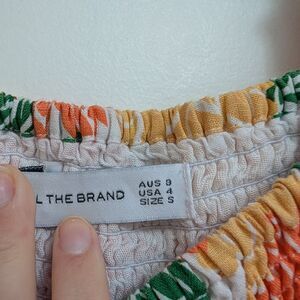 L THE BRAND
AUS 8
USA 4
SIZE S